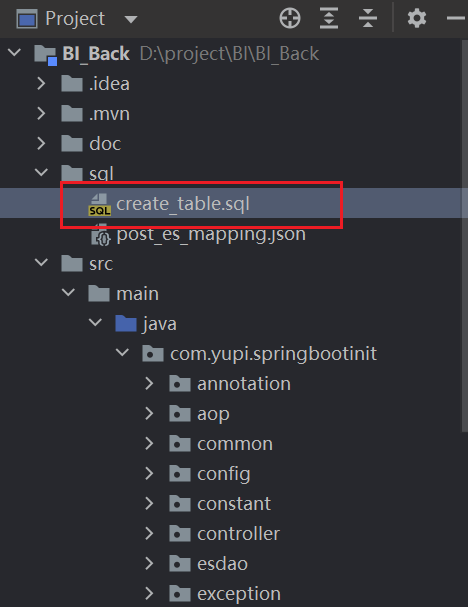 Project
BI_Back D:\project\BI\BI_Back
.idea
.mvn
doc
sql
SQL create_table.sql
post_es_mapping.json
src
main
java
com.yupi.springbootinit
annotation
aop
common
config
constant
controller
esdao
exception